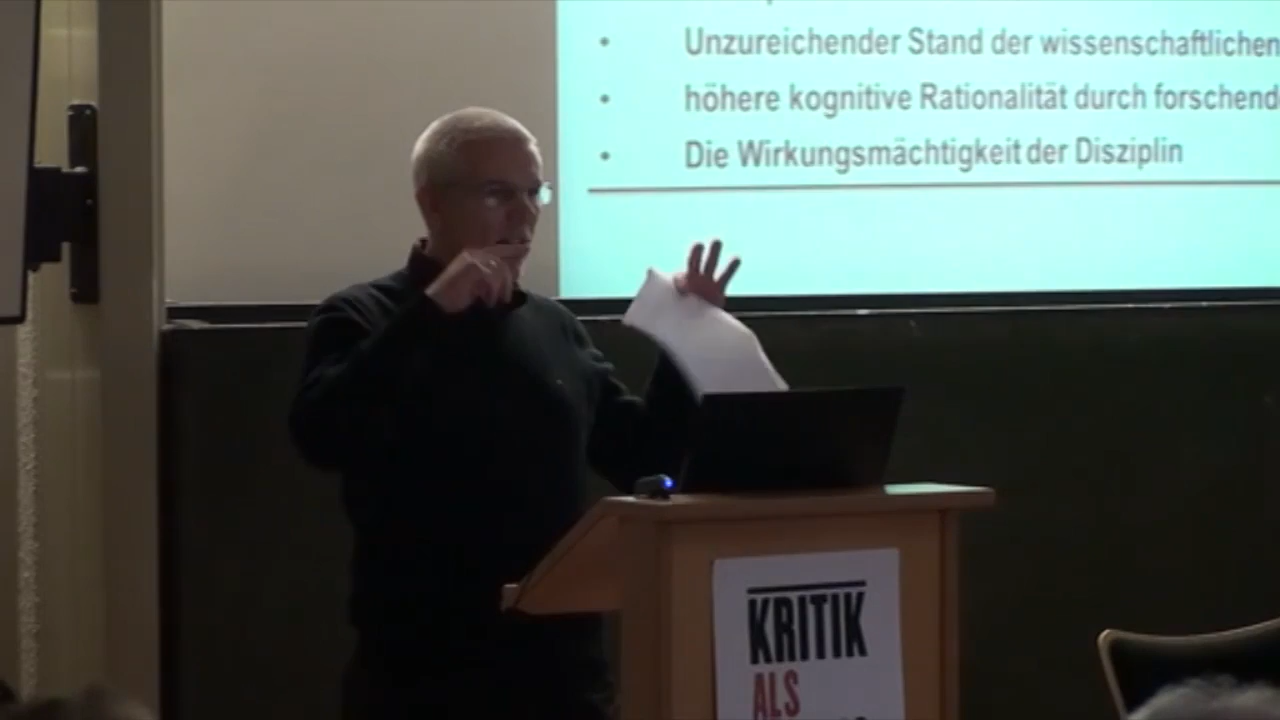 • Unzureichender Stand der wissenschaftlichen
• höhere kognitive Rationalität durch forschend
• Die Wirkungsmächtigkeit der Disziplin
KRITIK
ALS